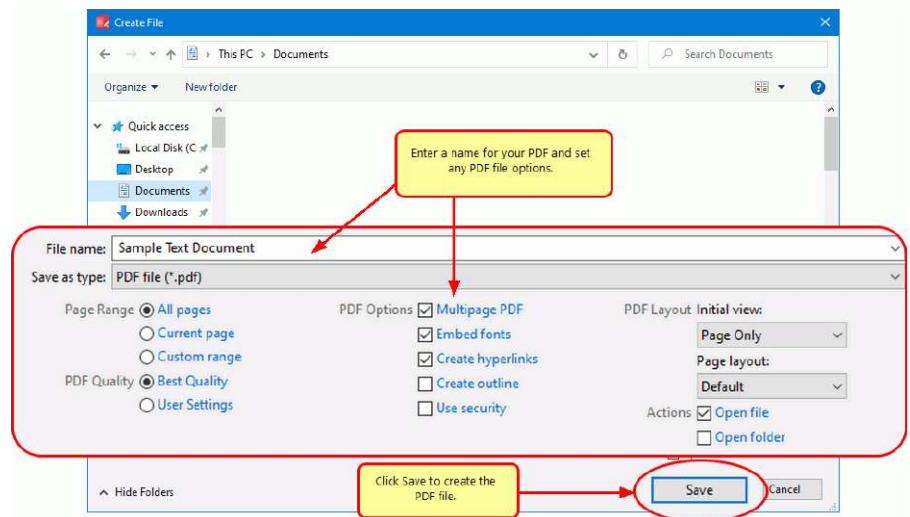 Create File
This PC › Documents
Search Documents
Organize
New folder
Quick access
Local Disk (C
Desktop
Documents
Downloads
Enter a name for your PDF and set
any PDF file options.
File name: Sample Text Document
Save as type: PDF file (*.pdf)
Page Range All pages
Current page
Custom range
PDF Quality Best Quality
User Settings
PDF Options Multipage PDF
Embed fonts
Create hyperlinks
Create outline
Use security
PDF Layout Initial view:
Page Only
Page layout:
Default
Actions Open file
Open folder
Hide Folders
Click Save to create the
PDF file.
Save
Cancel